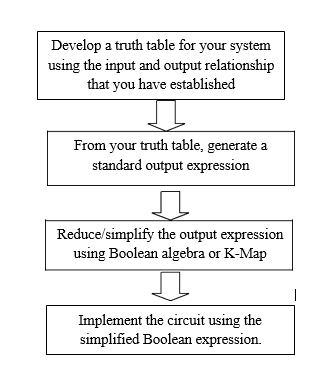 Develop a truth table for your system
using the input and output relationship
that you have established
From your truth table, generate a
standard output expression
Reduce/simplify the output expression
using Boolean algebra or K-Map
Implement the circuit using the
simplified Boolean expression.